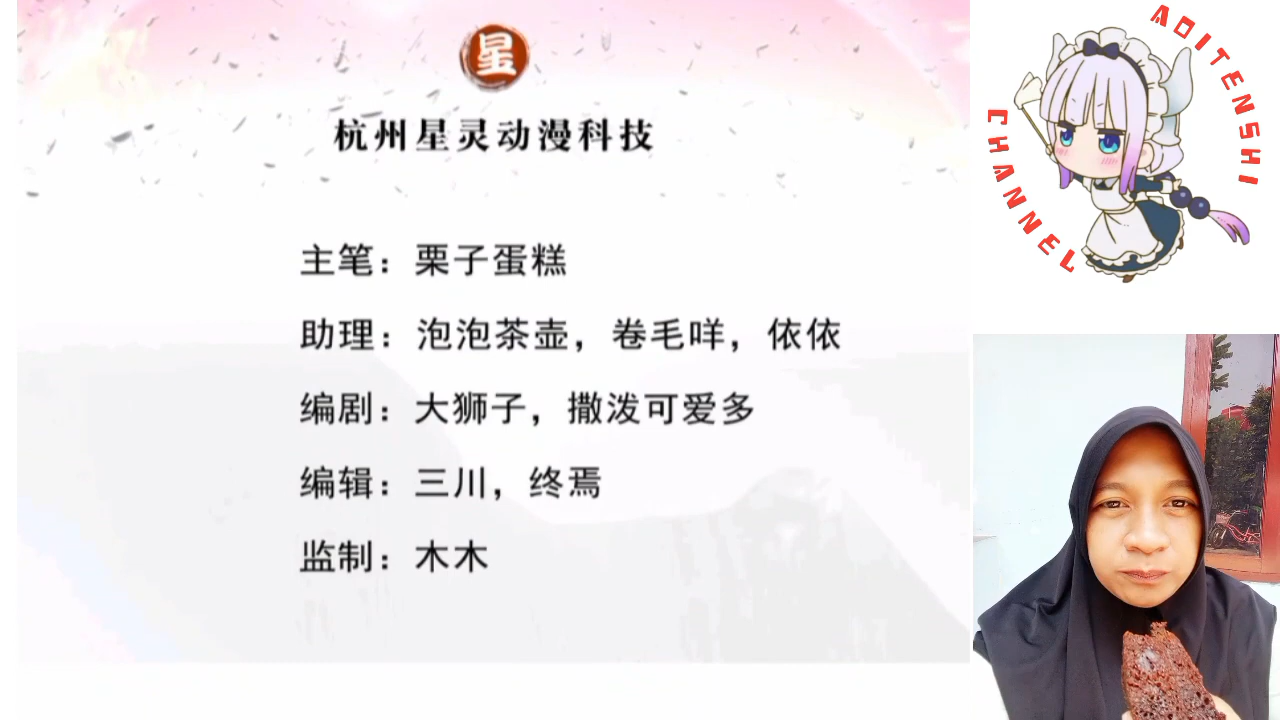 星
杭州星灵动漫科技
主笔：栗子蛋糕
助理：泡泡茶壶，卷毛咩，依依
编剧：大狮子，撒泼可爱多
编辑：三川，终焉
监制：木木
AOITENSHI
CHANNEL